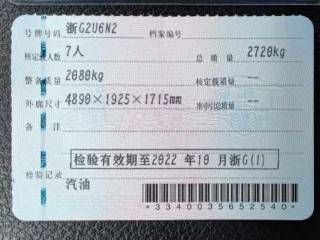 号牌号码 浙G2U6N2 档案编号
核定载人数 7人 总质量 2720kg
整备质量 2080kg 核定载质量 --
外廓尺寸 4890×1925×1715mm 准牵引总质量 --
备注
检验有效期至2022年10月浙G(1)
检验记录
汽油
*3340035652540*